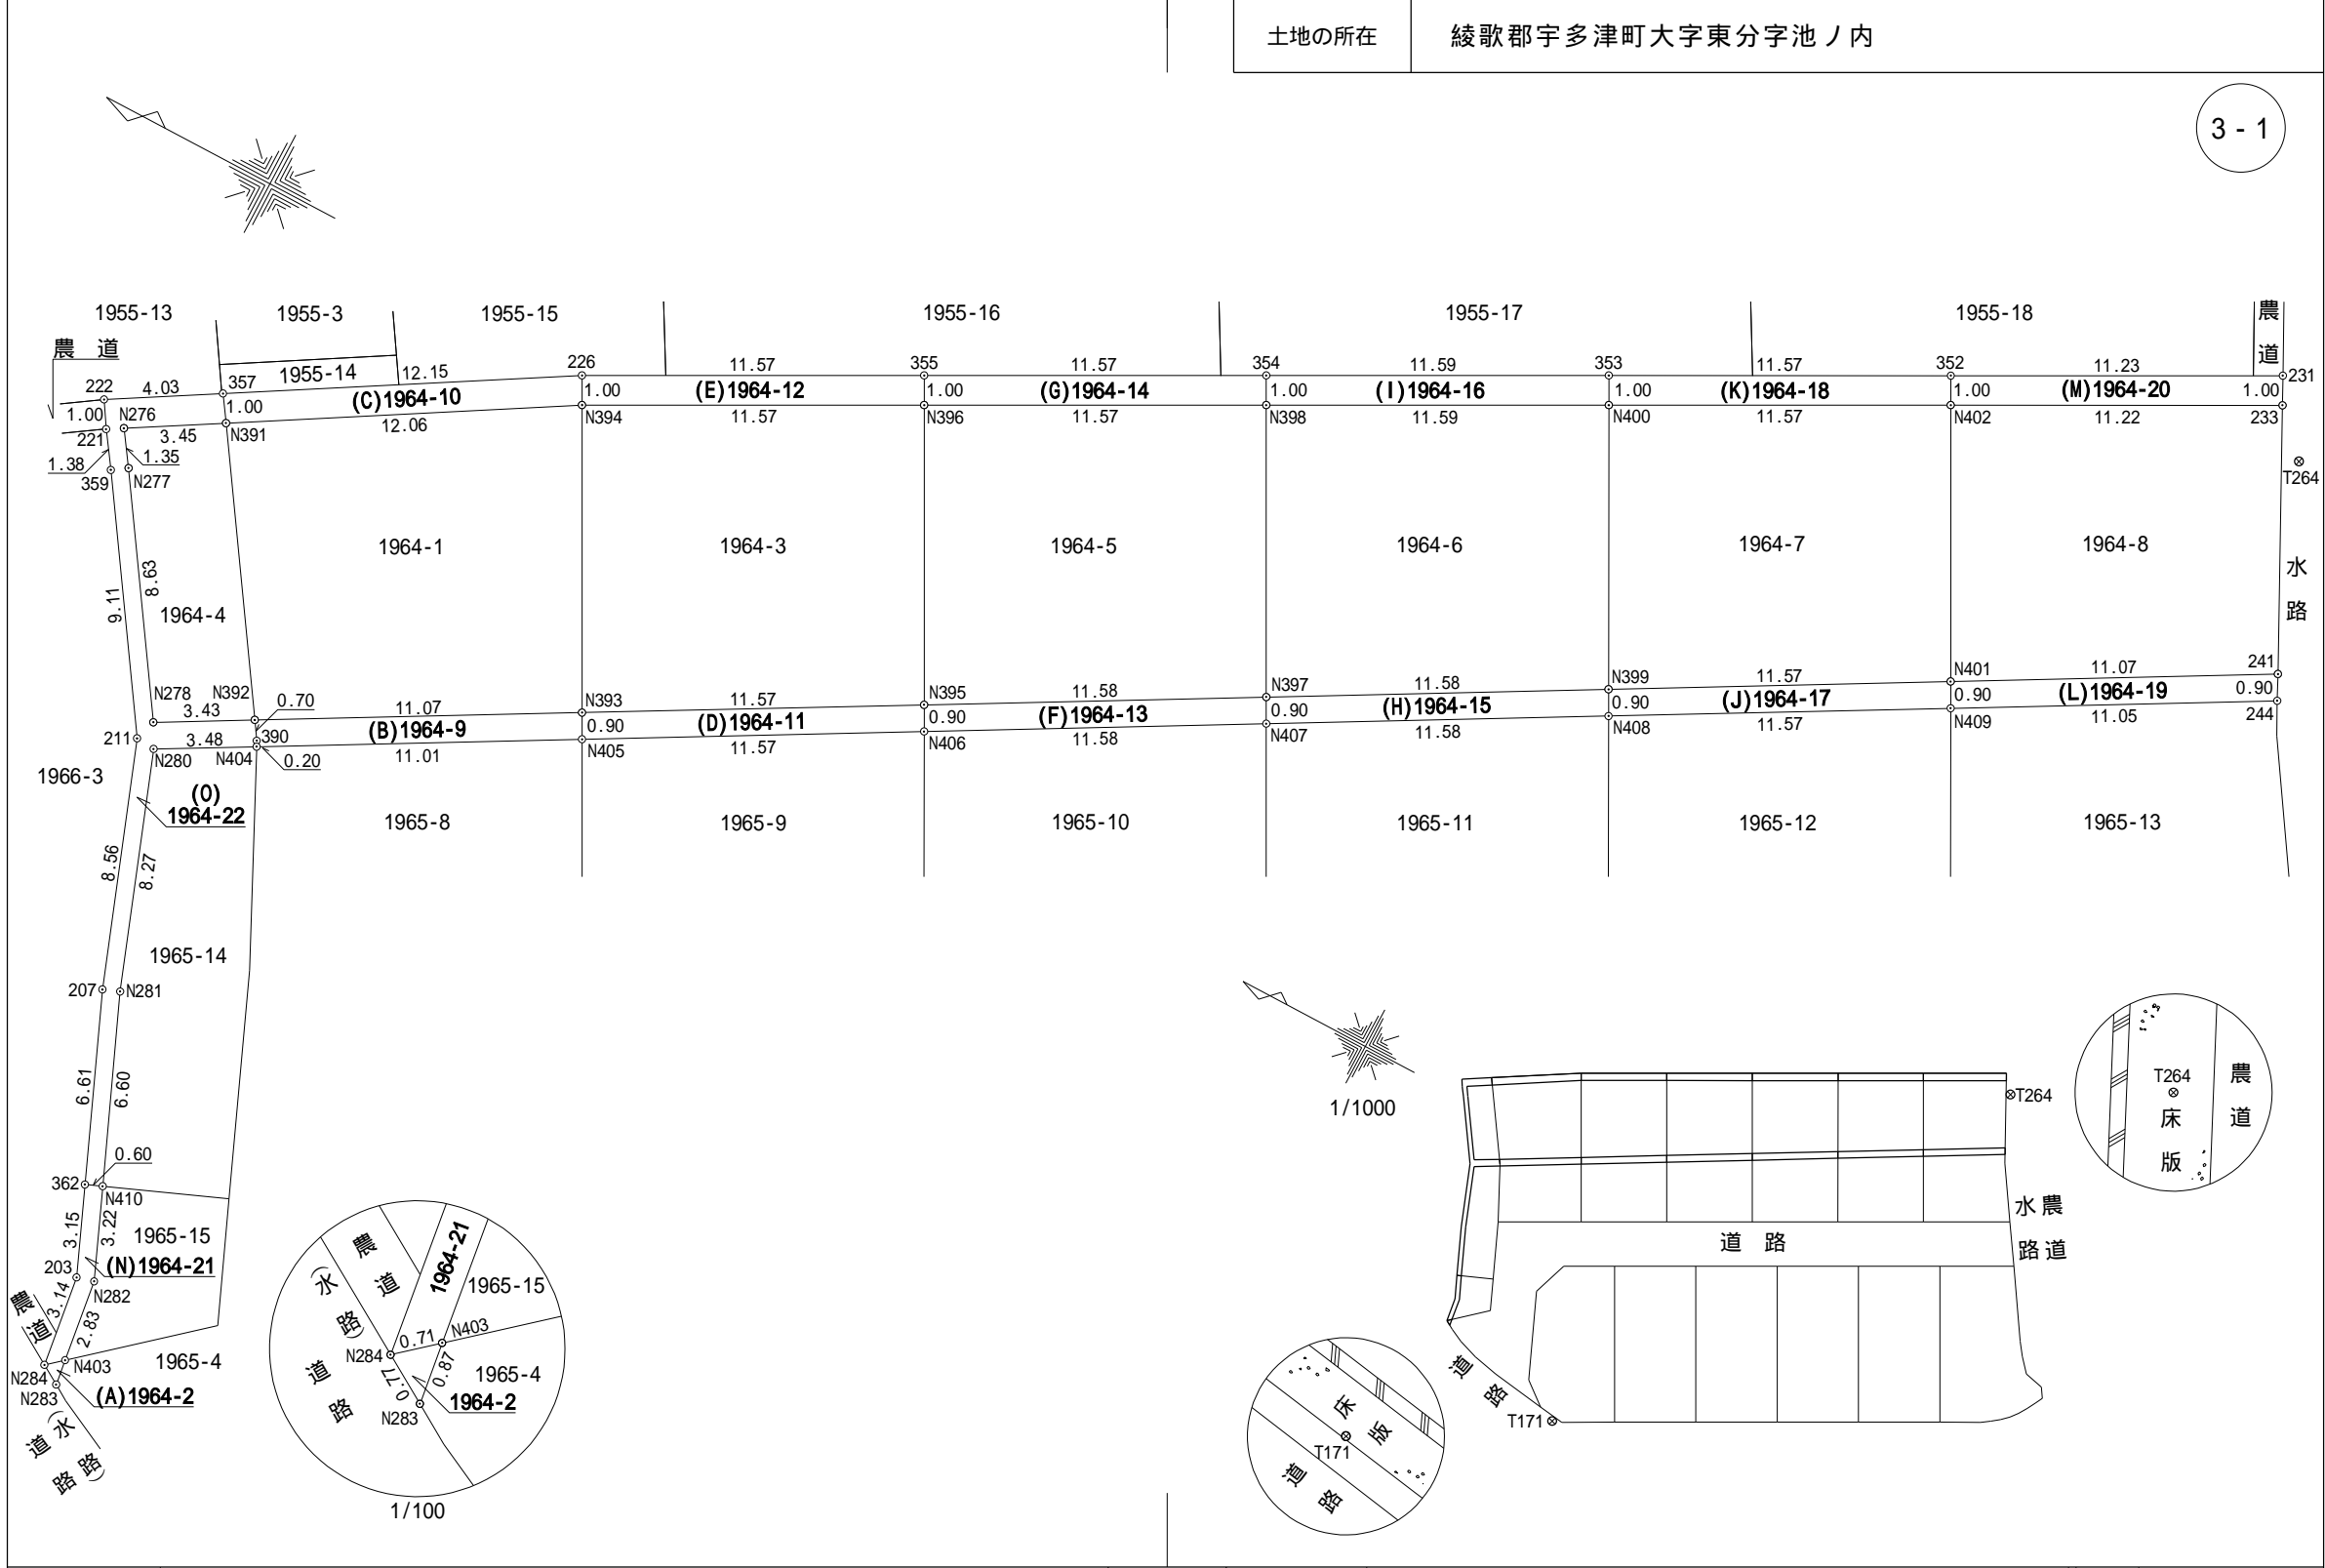 土地の所在
綾歌郡宇多津町大字東分字池ノ内
3 - 1
1955-13
1955-3
1955-15
1955-16
1955-17
1955-18
農道
農 道
1955-14
222
4.03
357
12.15
226
11.57
355
11.57
354
11.59
353
11.57
352
11.23
231
1.00
N276
1.00
(C)1964-10
1.00
(E)1964-12
1.00
(G)1964-14
1.00
(I)1964-16
1.00
(K)1964-18
1.00
(M)1964-20
1.00
221
3.45
N391
12.06
N394
11.57
N396
11.57
N398
11.59
N400
11.57
N402
11.22
233
1.38
1.35
359
N277
T264
9.11
8.63
1964-4
1964-1
1964-3
1964-5
1964-6
1964-7
1964-8
水路
N278
N392
3.43
0.70
11.07
N393
11.57
N395
11.58
N397
11.58
N399
11.57
N401
11.07
241
211
3.48
390
(B)1964-9
0.90
(D)1964-11
0.90
(F)1964-13
0.90
(H)1964-15
0.90
(J)1964-17
0.90
(L)1964-19
0.90
N280
N404
0.20
11.01
N405
11.57
N406
11.58
N407
11.58
N408
11.57
N409
11.05
244
1966-3
(O)
1964-22
1965-8
1965-9
1965-10
1965-11
1965-12
1965-13
8.56
8.27
1965-14
207
N281
6.61
6.60
0.60
362
N410
3.15
3.22
1965-15
(N)1964-21
203
N282
3.14
2.83
農道
N284
N403
1965-4
N283
(A)1964-2
道路
(水路)
農道
1964-21
(水路)
1965-15
道路
0.71
N403
N284
0.77
0.87
1965-4
N283
1964-2
1/100
1/1000
T264
T264
床版
農道
水路
農道
道 路
道路
T171
床版
T171
道路